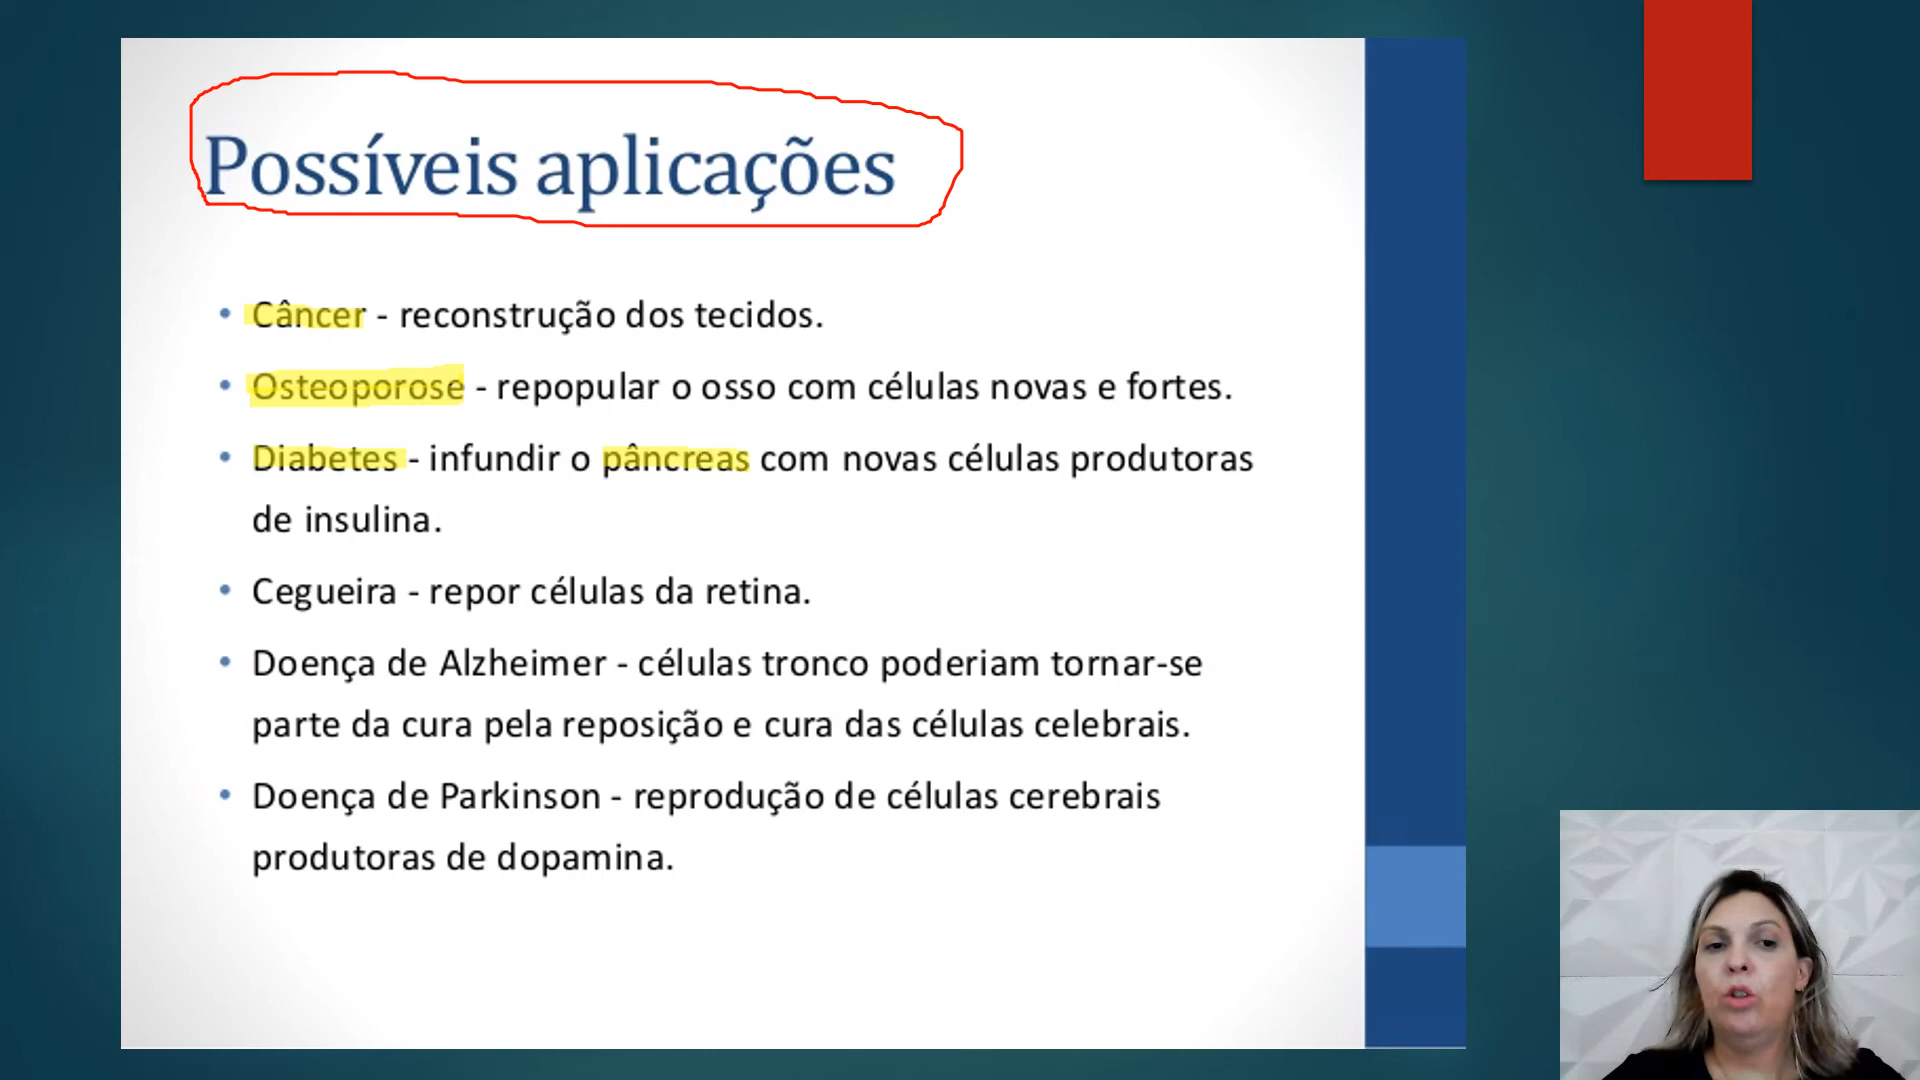 Possíveis aplicações
• Câncer - reconstrução dos tecidos.
• Osteoporose - repopular o osso com células novas e fortes.
• Diabetes - infundir o pâncreas com novas células produtoras
de insulina.
• Cegueira - repor células da retina.
• Doença de Alzheimer - células tronco poderiam tornar-se
parte da cura pela reposição e cura das células celebrais.
• Doença de Parkinson - reprodução de células cerebrais
produtoras de dopamina.